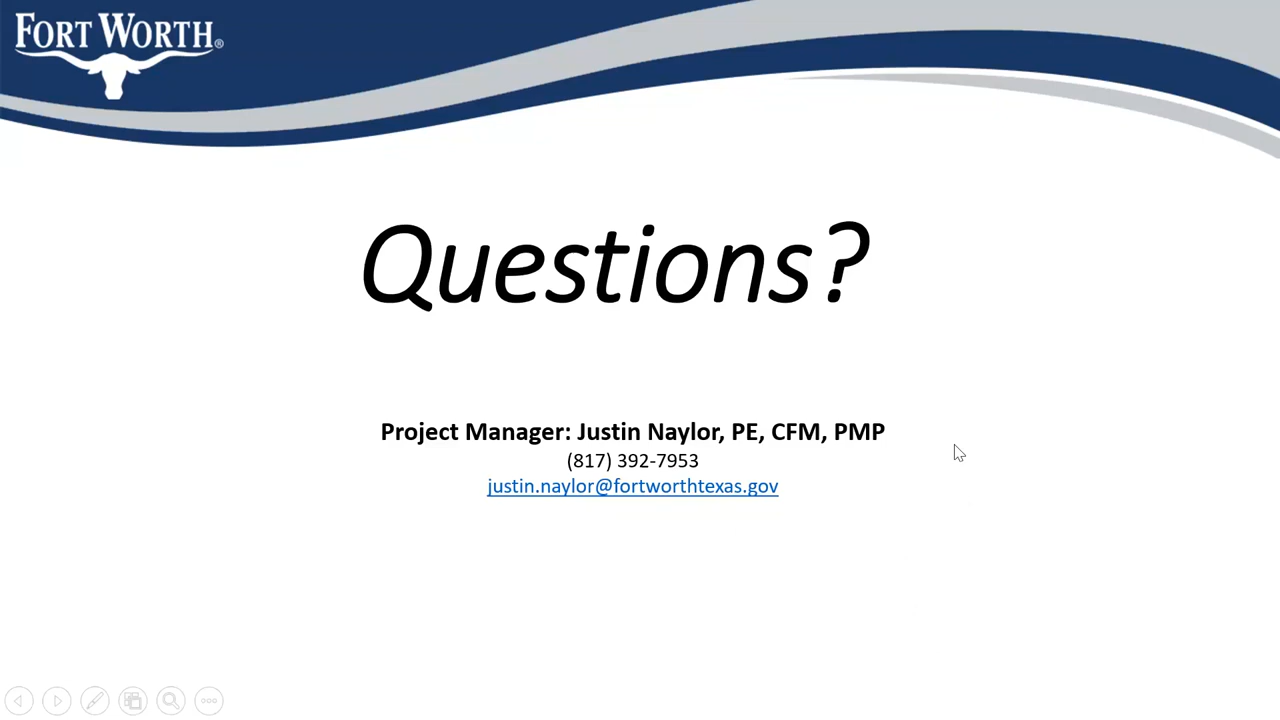 FORT WORTH®
Questions?
Project Manager: Justin Naylor, PE, CFM, PMP
(817) 392-7953
justin.naylor@fortworthtexas.gov